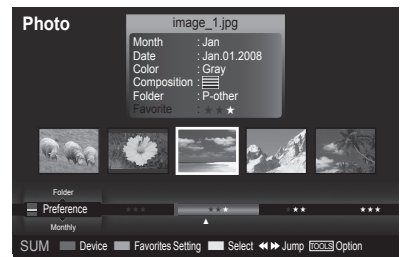 Photo
image_1.jpg
Month : Jan
Date : Jan.01.2008
Color : Gray
Composition :
Folder : P-other
Favorite : ★★★
Folder
Preference ★★★ ★★★ ★★★ ★★★
Monthly
SUM Device Favorites Setting Select ◀◀ ▶▶ Jump TOOLS Option